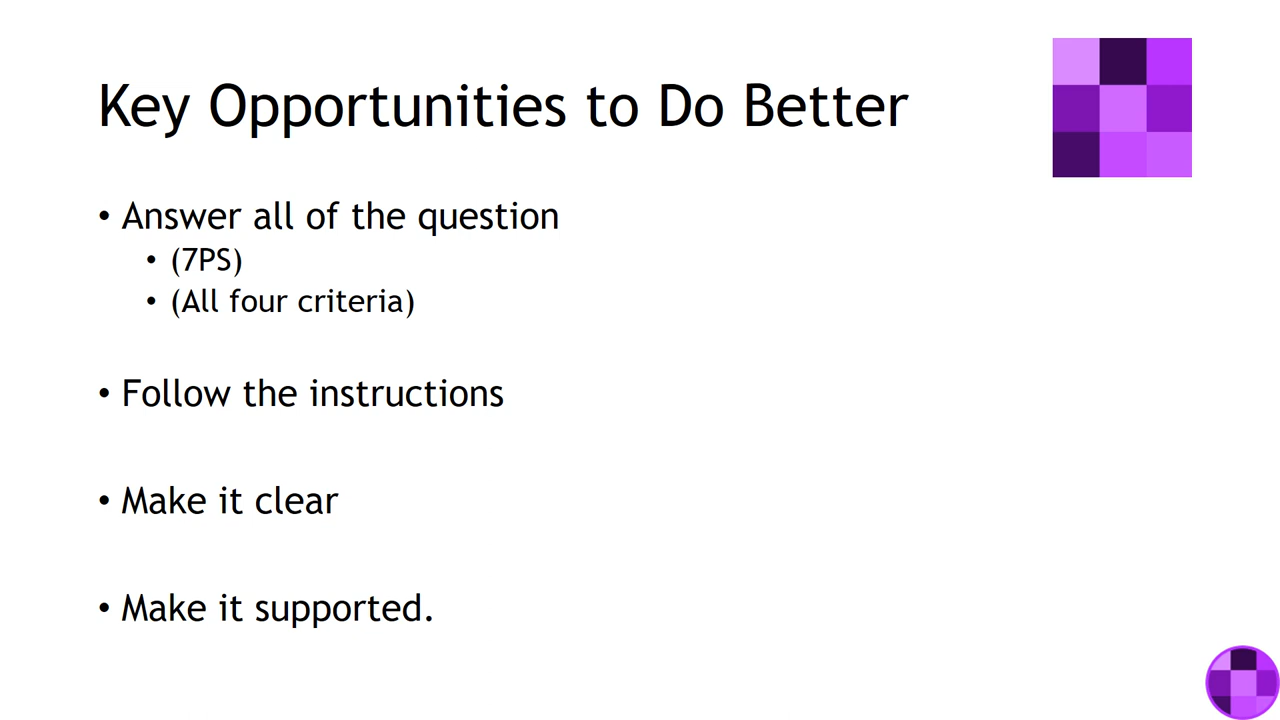 Key Opportunities to Do Better
• Answer all of the question
• (7PS)
• (All four criteria)
• Follow the instructions
• Make it clear
• Make it supported.